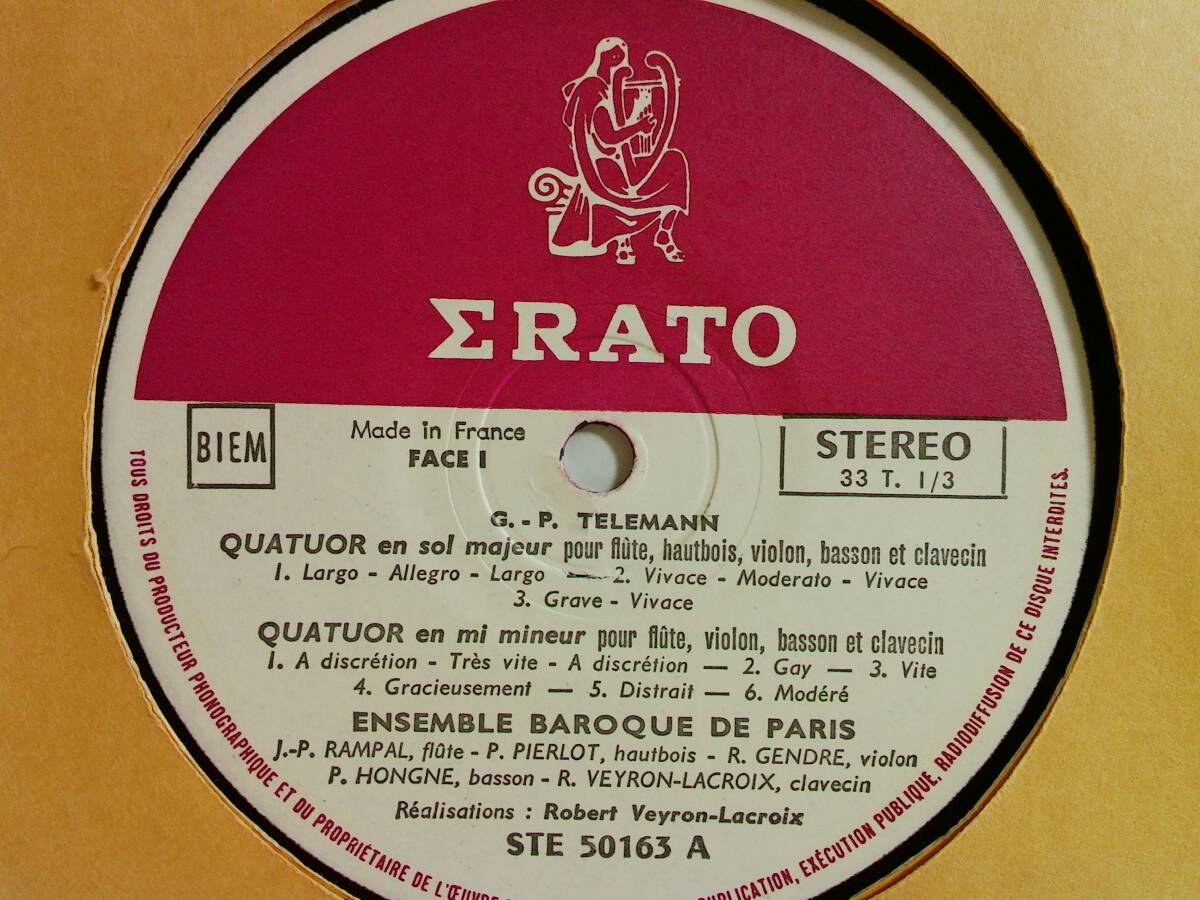 ΣRATO
BIEM
Made in France
FACE I
STEREO
33 T. 1/3
G.-P. TELEMANN
QUATUOR en sol majeur pour flûte, hautbois, violon, basson et clavecin
1. Largo - Allegro - Largo — 2. Vivace - Moderato - Vivace
3. Grave - Vivace
QUATUOR en mi mineur pour flûte, violon, basson et clavecin
1. A discrétion - Très vite - A discrétion — 2. Gay — 3. Vite
4. Gracieusement — 5. Distrait — 6. Modéré
ENSEMBLE BAROQUE DE PARIS
J.-P. RAMPAL, flûte - P. PIERLOT, hautbois - R. GENDRE, violon
P. HONGNE, basson - R. VEYRON-LACROIX, clavecin
Réalisations : Robert Veyron-Lacroix
STE 50163 A
TOUS DROITS DU PRODUCTEUR PHONOGRAPHIQUE ET DU PROPRIÉTAIRE DE L'ŒUVRE
PUBLICATION, EXÉCUTION PUBLIQUE, RADIODIFFUSION DE CE DISQUE INTERDITES.